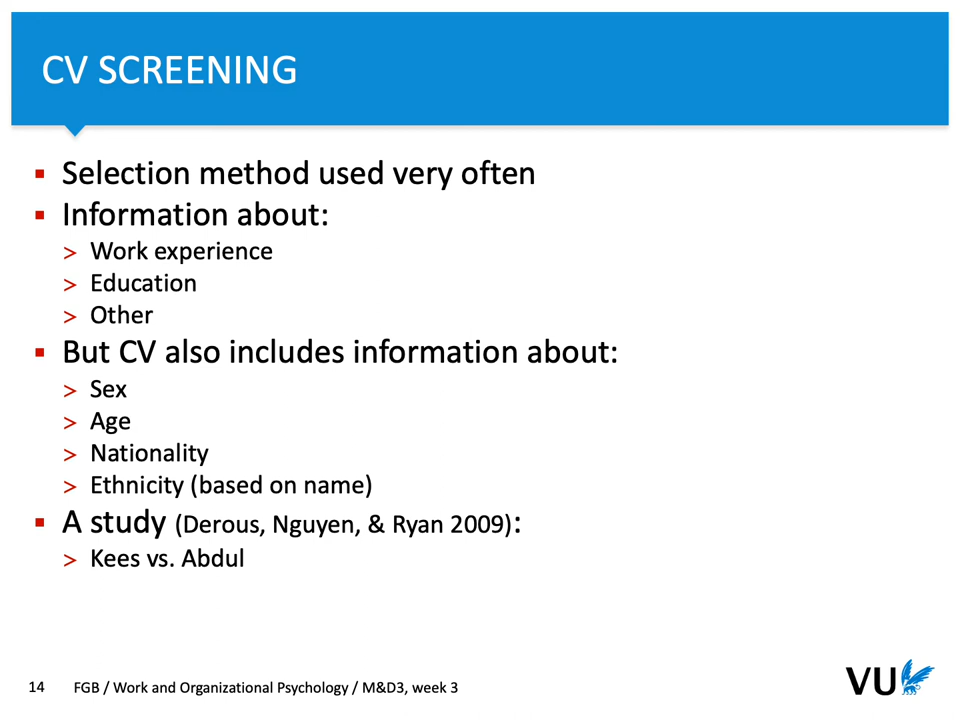 CV SCREENING
▪ Selection method used very often
▪ Information about:
> Work experience
> Education
> Other
▪ But CV also includes information about:
> Sex
> Age
> Nationality
> Ethnicity (based on name)
▪ A study (Derous, Nguyen, & Ryan 2009):
> Kees vs. Abdul
14 FGB / Work and Organizational Psychology / M&D3, week 3
VU